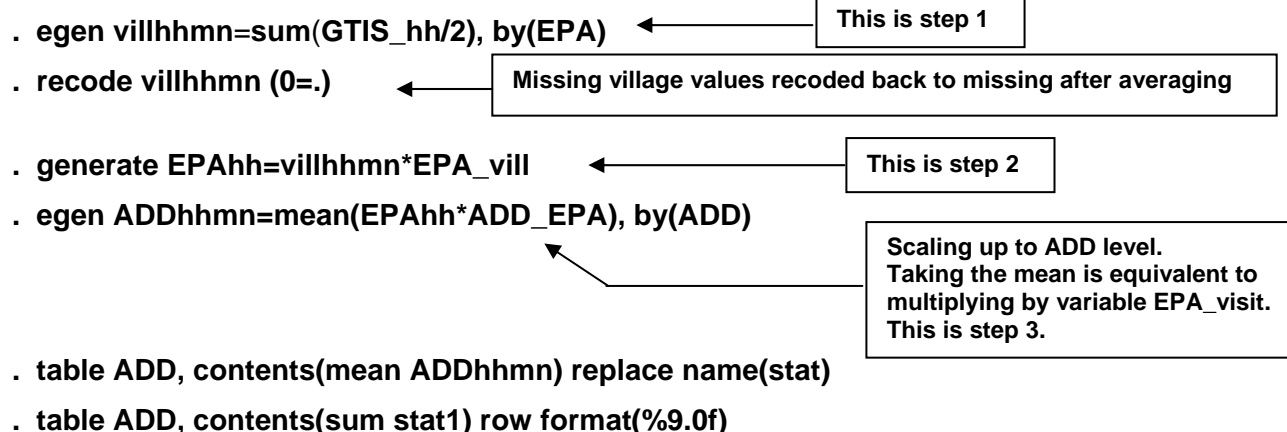 . egen villhhmn=sum(GTIS_hh/2), by(EPA)
This is step 1
. recode villhhmn (0=.)
Missing village values recoded back to missing after averaging
. generate EPAhh=villhhmn*EPA_vill
This is step 2
. egen ADDhhmn=mean(EPAhh*ADD_EPA), by(ADD)
Scaling up to ADD level.
Taking the mean is equivalent to
multiplying by variable EPA_visit.
This is step 3.
. table ADD, contents(mean ADDhhmn) replace name(stat)
. table ADD, contents(sum stat1) row format(%9.0f)